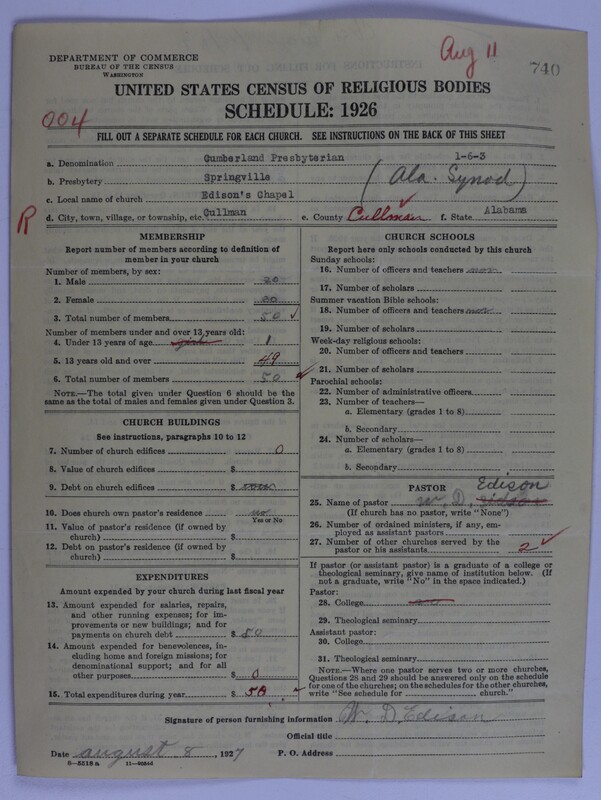 Aug 11
740
DEPARTMENT OF COMMERCE
BUREAU OF THE CENSUS
WASHINGTON
UNITED STATES CENSUS OF RELIGIOUS BODIES
SCHEDULE: 1926
004
FILL OUT A SEPARATE SCHEDULE FOR EACH CHURCH. SEE INSTRUCTIONS ON THE BACK OF THIS SHEET
a. Denomination Cumberland Presbyterian 1-6-3
b. Presbytery Springville (Ala. Synod)
c. Local name of church Edison's Chapel
R
d. City, town, village, or township, etc. Cullman e. County Cullman f. State Alabama
MEMBERSHIP
Report number of members according to definition of
member in your church
Number of members, by sex:
1. Male 20
2. Female 30
3. Total number of members 50 ✓
Number of members under and over 13 years old:
4. Under 13 years of age 1
5. 13 years old and over 49
6. Total number of members 50 ✓
NOTE.—The total given under Question 6 should be the
same as the total of males and females given under Question 3.
CHURCH BUILDINGS
See instructions, paragraphs 10 to 12
7. Number of church edifices 0
8. Value of church edifices $
9. Debt on church edifices $
10. Does church own pastor's residence no
Yes or No
11. Value of pastor's residence (if owned by
church) $
12. Debt on pastor's residence (if owned by
church) $
EXPENDITURES
Amount expended by your church during last fiscal year
13. Amount expended for salaries, repairs,
and other running expenses; for im-
provements or new buildings; and for
payments on church debt $ 50
14. Amount expended for benevolences, in-
cluding home and foreign missions; for
denominational support; and for all
other purposes $ 0
15. Total expenditures during year $ 50
CHURCH SCHOOLS
Report here only schools conducted by this church
Sunday schools:
16. Number of officers and teachers
17. Number of scholars
Summer vacation Bible schools:
18. Number of officers and teachers
19. Number of scholars
Week-day religious schools:
20. Number of officers and teachers
21. Number of scholars
Parochial schools:
22. Number of administrative officers
23. Number of teachers—
a. Elementary (grades 1 to 8)
b. Secondary
24. Number of scholars—
a. Elementary (grades 1 to 8)
b. Secondary
PASTOR
Edison
25. Name of pastor W. D.
(If church has no pastor, write "None")
26. Number of ordained ministers, if any, em-
ployed as assistant pastors
27. Number of other churches served by the
pastor or his assistants 2 ✓
If pastor (or assistant pastor) is a graduate of a college or
theological seminary, give name of institution below. (If
not a graduate, write "No" in the space indicated.)
Pastor:
28. College
29. Theological seminary
Assistant pastor:
30. College
31. Theological seminary
NOTE.—Where one pastor serves two or more churches,
Questions 28 and 29 should be answered only on the schedule
for one of the churches; on the schedules for the other churches,
write "See schedule for church."
Signature of person furnishing information W. D. Edison
Official title
Date august 8, 1927 P. O. Address